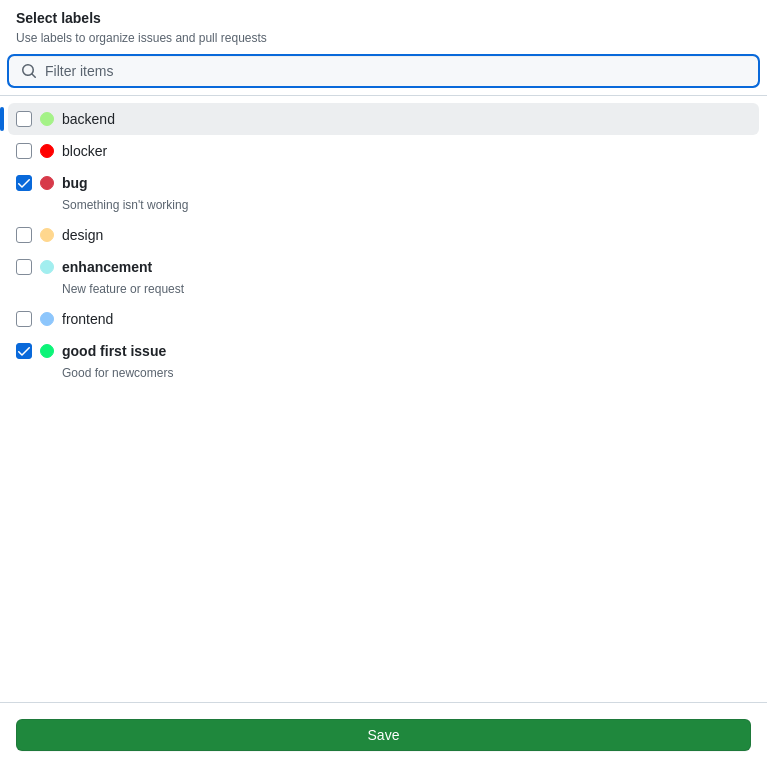 Select labels
Use labels to organize issues and pull requests
Filter items
backend
blocker
bug
Something isn't working
design
enhancement
New feature or request
frontend
good first issue
Good for newcomers
Save